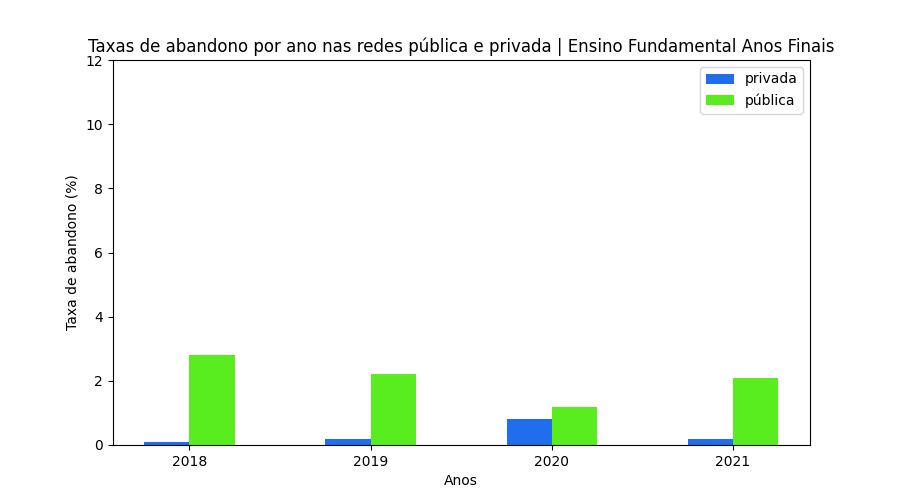 Taxas de abandono por ano nas redes pública e privada | Ensino Fundamental Anos Finais
privada
pública
12
10
8
6
4
2
0
Taxa de abandono (%)
2018
2019
2020
2021
Anos